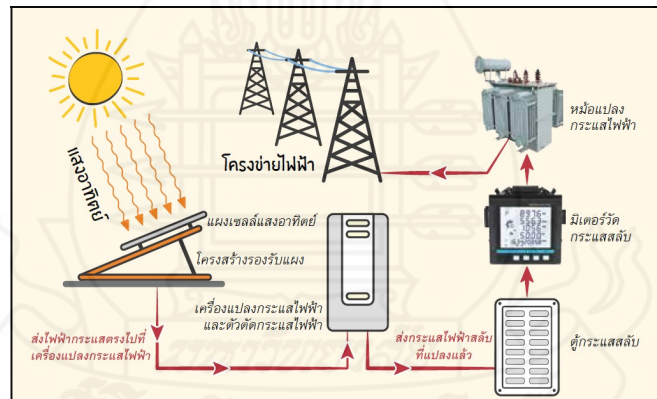 แสงอาทิตย์
แผงเซลล์แสงอาทิตย์
โครงสร้างรองรับแผง
ส่งไฟฟ้ากระแสตรงไปที่
เครื่องแปลงกระแสไฟฟ้า
เครื่องแปลงกระแสไฟฟ้า
และตัวตัดกระแสไฟฟ้า
ส่งกระแสไฟฟ้าสลับ
ที่แปลงแล้ว
ตู้กระแสสลับ
มิเตอร์วัด
กระแสสลับ
หม้อแปลง
กระแสไฟฟ้า
โครงข่ายไฟฟ้า